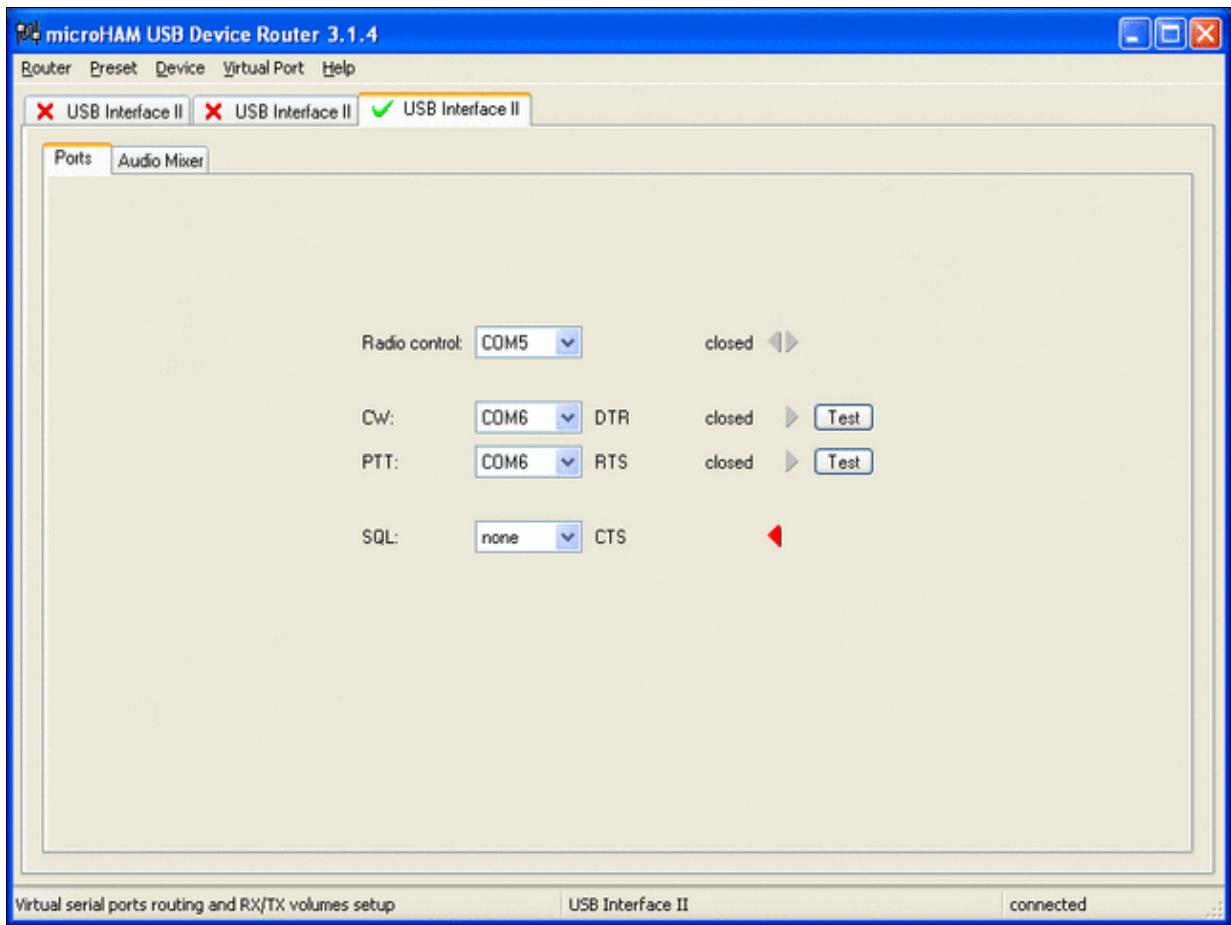 microHAM USB Device Router 3.1.4
Router Preset Device Virtual Port Help
USB Interface II USB Interface II USB Interface II
Ports Audio Mixer
Radio control: COM5 closed
CW: COM6 DTR closed Test
PTT: COM6 RTS closed Test
SQL: none CTS
Virtual serial ports routing and RX/TX volumes setup USB Interface II connected